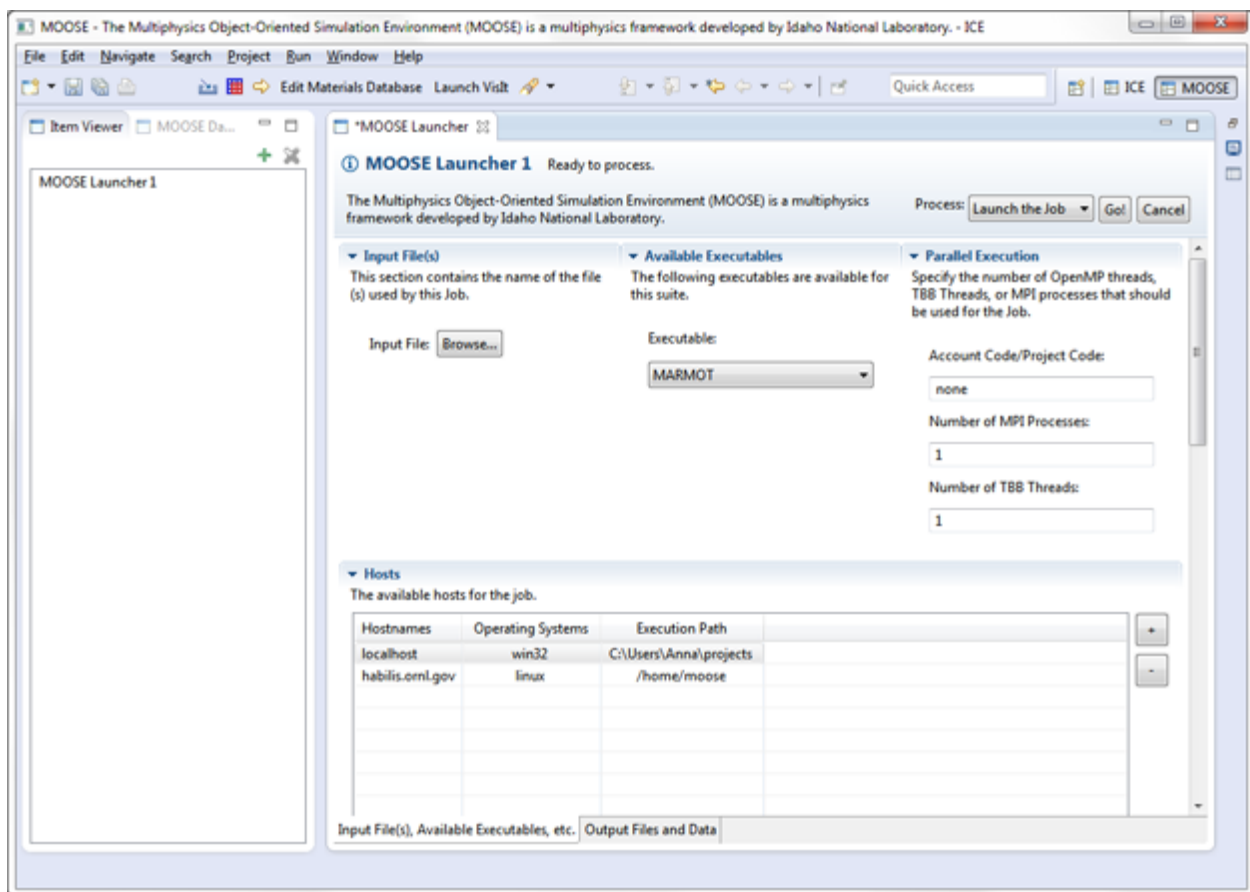 MOOSE - The Multiphysics Object-Oriented Simulation Environment (MOOSE) is a multiphysics framework developed by Idaho National Laboratory. - ICE
File Edit Navigate Search Project Run Window Help
Edit Materials Database Launch VisIt
Quick Access
ICE
MOOSE
Item Viewer
MOOSE Da...
*MOOSE Launcher
MOOSE Launcher 1
MOOSE Launcher 1 Ready to process.
The Multiphysics Object-Oriented Simulation Environment (MOOSE) is a multiphysics
framework developed by Idaho National Laboratory.
Process: Launch the Job Go! Cancel
Input File(s)
This section contains the name of the file
(s) used by this Job.
Input File: Browse...
Available Executables
The following executables are available for
this suite.
Executable:
MARMOT
Parallel Execution
Specify the number of OpenMP threads,
TBB Threads, or MPI processes that should
be used for the Job.
Account Code/Project Code:
none
Number of MPI Processes:
1
Number of TBB Threads:
1
Hosts
The available hosts for the job.
Hostnames Operating Systems Execution Path
localhost win32 C:\Users\Anna\projects
habilis.ornl.gov linux /home/moose
+
-
Input File(s), Available Executables, etc. Output Files and Data